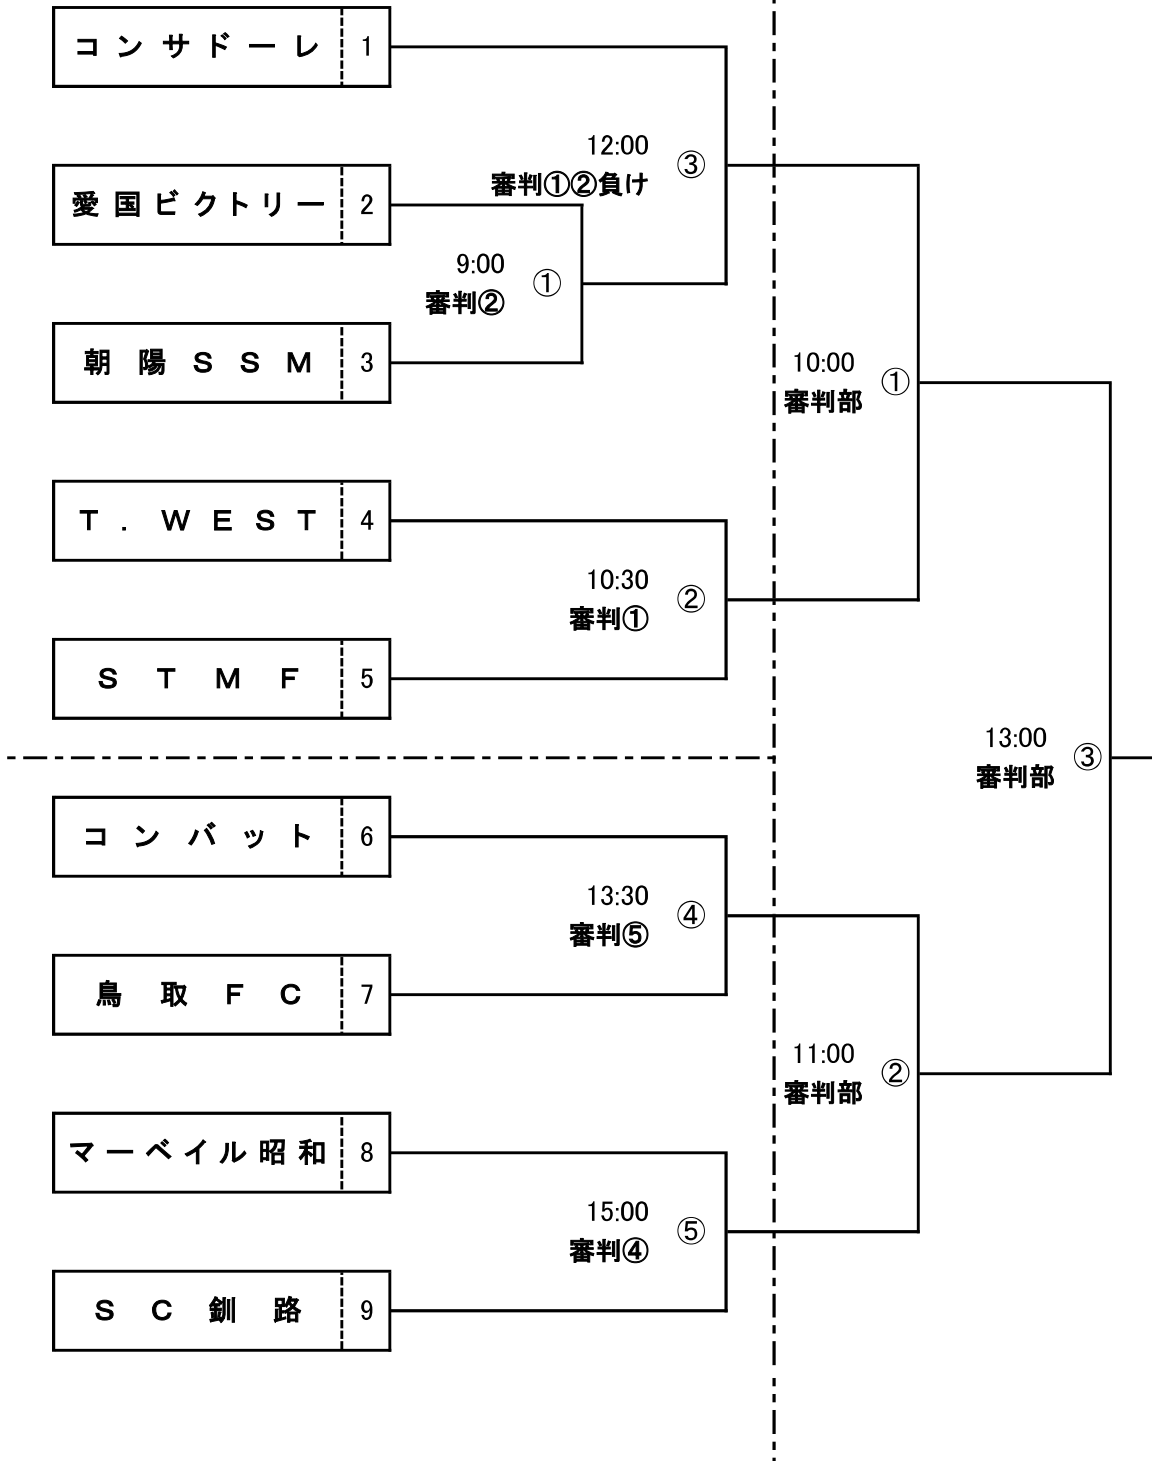 コンサドーレ 1
12:00 ③
審判①②負け
愛国ビクトリー 2
9:00 ①
審判②
朝陽ＳＳＭ 3
10:00 ①
審判部
Ｔ．ＷＥＳＴ 4
10:30 ②
審判①
ＳＴＭＦ 5
13:00 ③
審判部
コンバット 6
13:30 ④
審判⑤
鳥取ＦＣ 7
11:00 ②
審判部
マーベイル昭和 8
15:00 ⑤
審判④
ＳＣ釧路 9